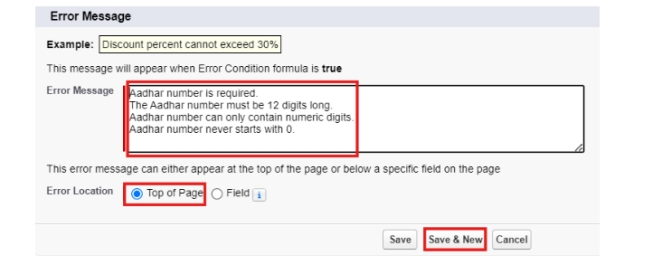 Error Message
Example: Discount percent cannot exceed 30%
This message will appear when Error Condition formula is true
Error Message
Aadhar number is required.
The Aadhar number must be 12 digits long.
Aadhar number can only contain numeric digits.
Aadhar number never starts with 0.
This error message can either appear at the top of the page or below a specific field on the page
Error Location Top of Page Field i
Save Save & New Cancel